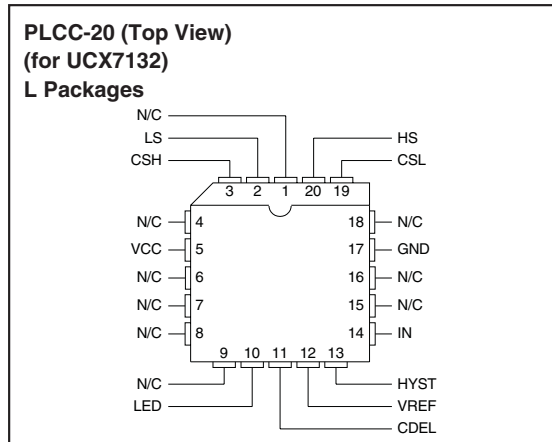 PLCC-20 (Top View)
(for UCX7132)
L Packages
N/C
LS
CSH
HS
CSL
3 2 1 20 19
N/C 4
VCC 5
N/C 6
N/C 7
N/C 8
18 N/C
17 GND
16 N/C
15 N/C
14 IN
9 10 11 12 13
N/C
LED
HYST
VREF
CDEL